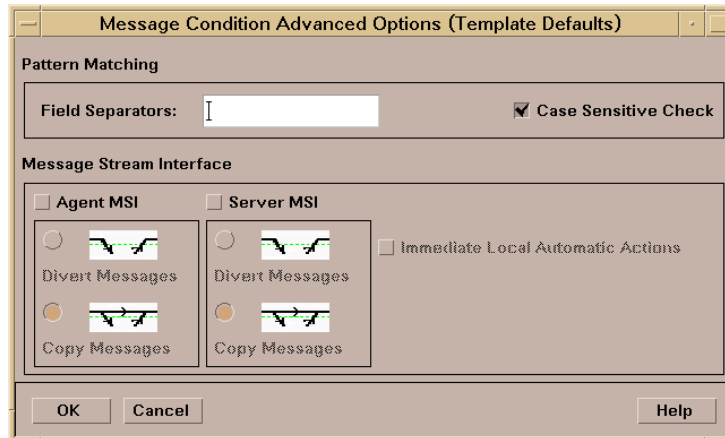 Message Condition Advanced Options (Template Defaults)
Pattern Matching
Field Separators:
Case Sensitive Check
Message Stream Interface
Agent MSI
Server MSI
Divert Messages
Divert Messages
Immediate Local Automatic Actions
Copy Messages
Copy Messages
OK
Cancel
Help